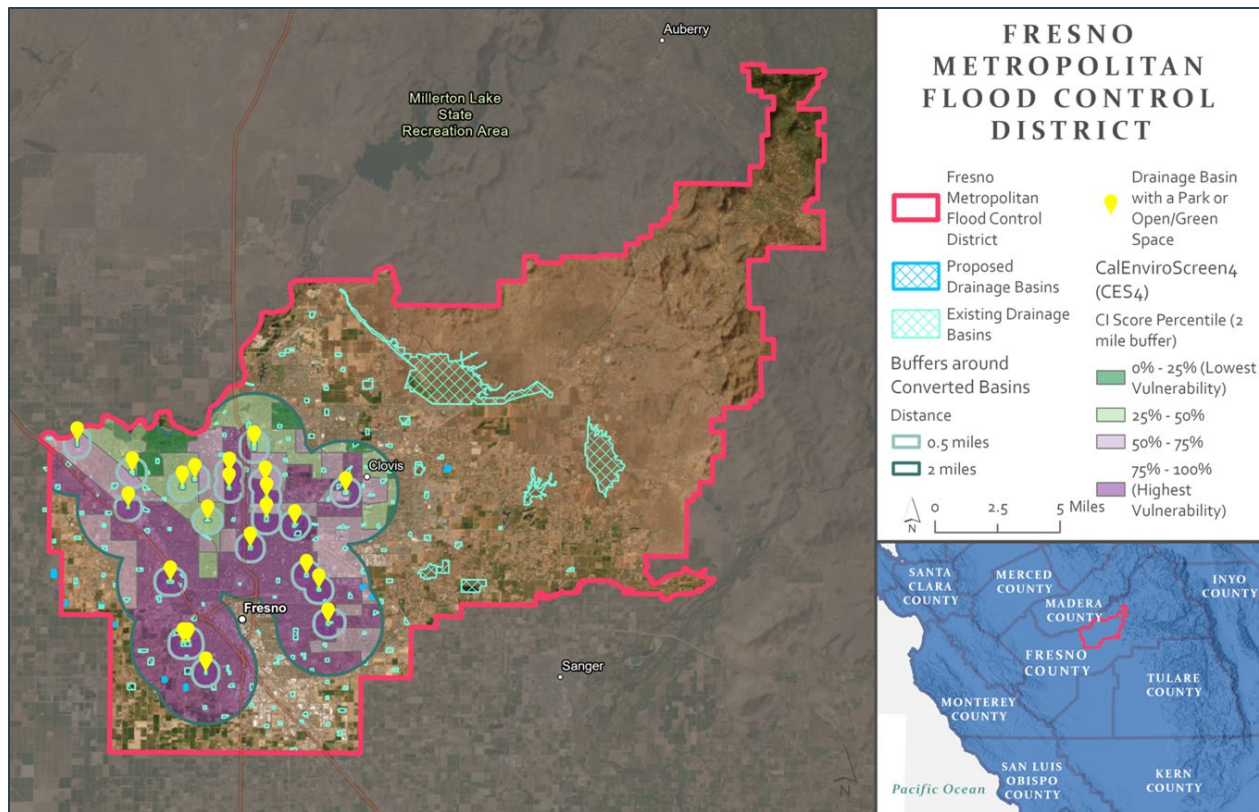 Auberry
Millerton Lake
State
Recreation Area
Clovis
Fresno
Sanger
N
FRESNO
METROPOLITAN
FLOOD CONTROL
DISTRICT
Fresno
Metropolitan
Flood Control
District
Proposed
Drainage Basins
Existing Drainage
Basins
Buffers around
Converted Basins
Distance
0.5 miles
2 miles
Drainage Basin
with a Park or
Open/Green
Space
CalEnviroScreen4
(CES4)
CI Score Percentile (2
mile buffer)
0% - 25% (Lowest
Vulnerability)
25% - 50%
50% - 75%
75% - 100%
(Highest
Vulnerability)
N
0 2.5 5 Miles
SANTA
CLARA
COUNTY
MERCED
COUNTY
MADERA
COUNTY
INYO
COUNTY
FRESNO
COUNTY
TULARE
COUNTY
MONTEREY
COUNTY
SAN LUIS
OBISPO
COUNTY
KERN
COUNTY
Pacific Ocean